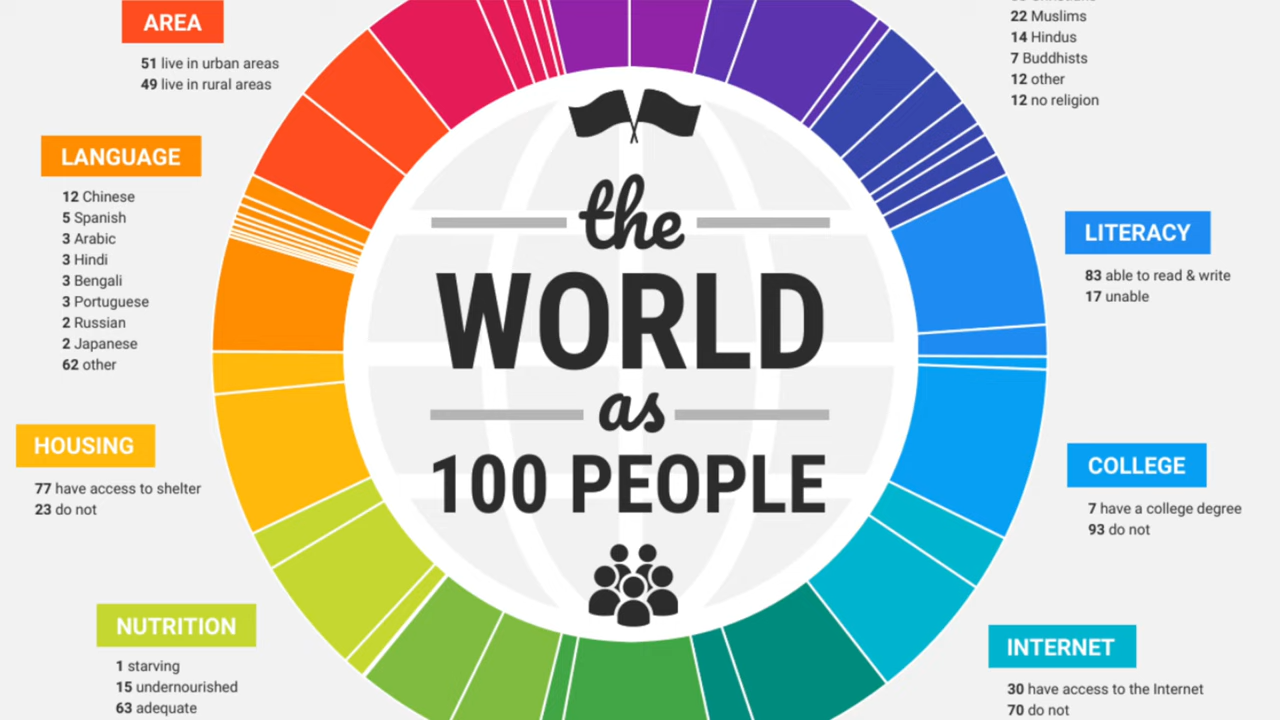 AREA
51 live in urban areas
49 live in rural areas
LANGUAGE
12 Chinese
5 Spanish
3 Arabic
3 Hindi
3 Bengali
3 Portuguese
2 Russian
2 Japanese
62 other
HOUSING
77 have access to shelter
23 do not
NUTRITION
1 starving
15 undernourished
63 adequate
the
WORLD
as
100 PEOPLE
22 Muslims
14 Hindus
7 Buddhists
12 other
12 no religion
LITERACY
83 able to read & write
17 unable
COLLEGE
7 have a college degree
93 do not
INTERNET
30 have access to the Internet
70 do not